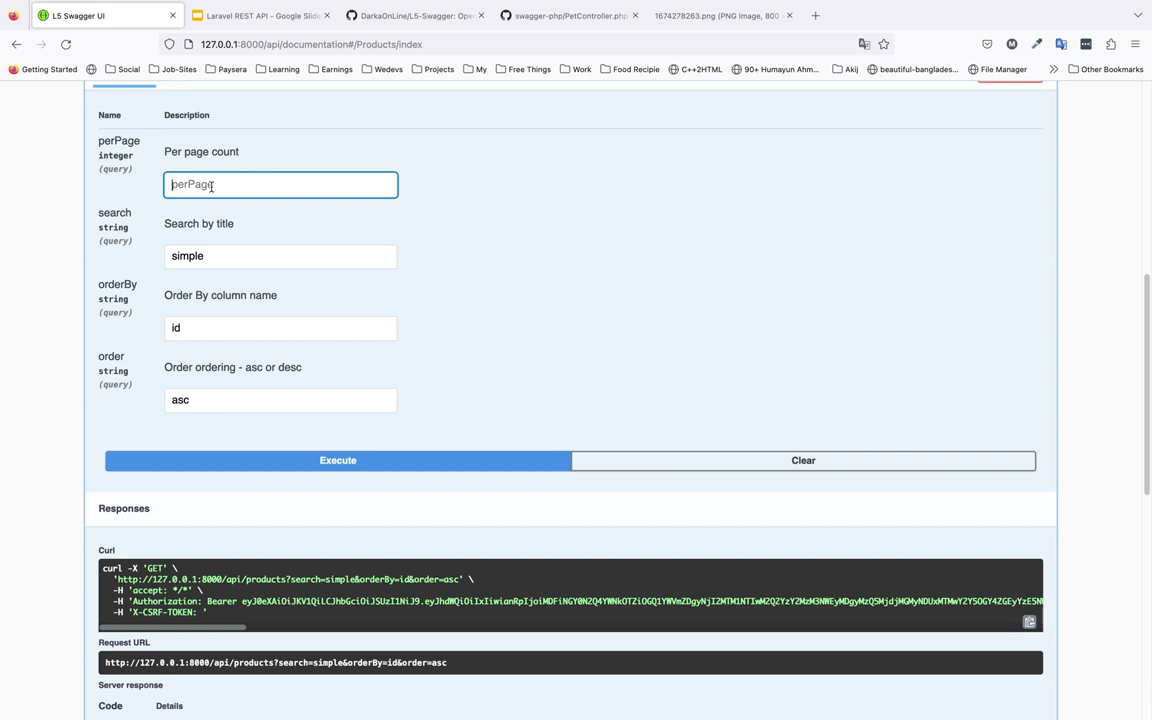 L5 Swagger UI
Laravel REST API - Google Slide
DarkaOnLine/L5-Swagger: Ope
swagger-php/PetController.php
1674278263.png (PNG Image, 800
127.0.0.1:8000/api/documentation#/Products/index
Getting Started
Social
Job-Sites
Paysera
Learning
Earnings
Wedevs
Projects
My
Free Things
Work
Food Recipie
C++2HTML
90+ Humayun Ahm...
Akij
beautiful-banglades...
File Manager
Other Bookmarks
Name
Description
perPage
integer
(query)
Per page count
perPage
search
string
(query)
Search by title
simple
orderBy
string
(query)
Order By column name
id
order
string
(query)
Order ordering - asc or desc
asc
Execute
Clear
Responses
Curl
curl -X 'GET' \
'http://127.0.0.1:8000/api/products?search=simple&orderBy=id&order=asc' \
-H 'accept: */*' \
-H 'Authorization: Bearer
-H 'X-CSRF-TOKEN: '
Request URL
http://127.0.0.1:8000/api/products?search=simple&orderBy=id&order=asc
Server response
Code
Details